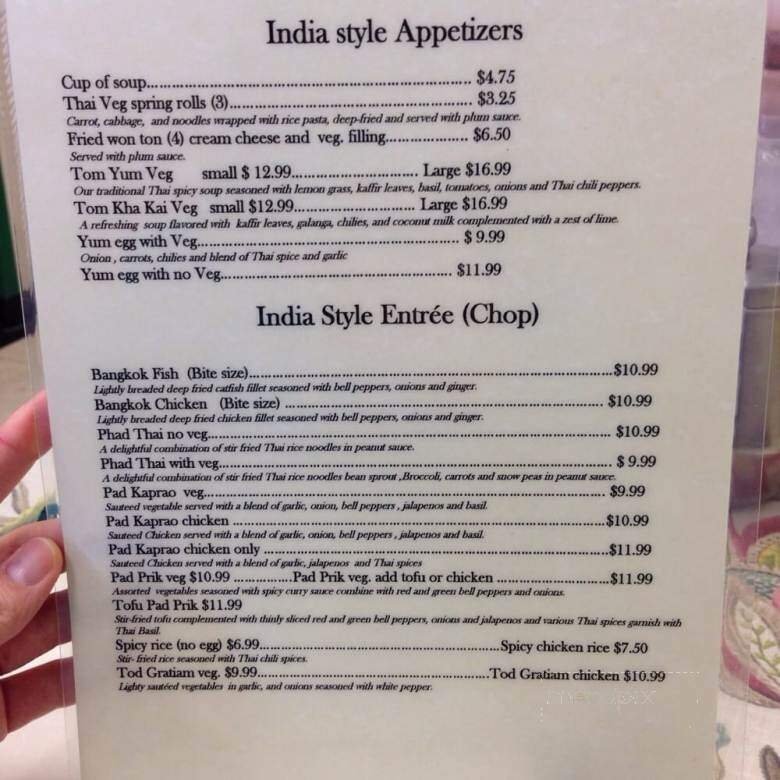 India style Appetizers
Cup of soup................................................................ $4.75
Thai Veg spring rolls (3)................................................ $3.25
Carrot, cabbage, and noodles wrapped with rice pasta, deep-fried and served with plum sauce.
Fried won ton (4) cream cheese and veg. filling.................... $6.50
Served with plum sauce.
Tom Yum Veg small $ 12.99............................... Large $16.99
Our traditional Thai spicy soup seasoned with lemon grass, kaffir leaves, basil, tomatoes, onions and Thai chili peppers.
Tom Kha Kai Veg small $12.99.............................. Large $16.99
A refreshing soup flavored with kaffir leaves, galanga, chilies, and coconut milk complemented with a zest of lime.
Yum egg with Veg...................................................... $ 9.99
Onion , carrots, chilies and blend of Thai spice and garlic
Yum egg with no Veg................................................ $11.99
India Style Entrée (Chop)
Bangkok Fish (Bite size)...........................................................................$10.99
Lightly breaded deep fried catfish fillet seasoned with bell peppers, onions and ginger.
Bangkok Chicken (Bite size) .................................................................. $10.99
Lightly breaded deep fried chicken fillet seasoned with bell peppers, onions and ginger.
Phad Thai no veg.................................................................................. $10.99
A delightful combination of stir fried Thai rice noodles in peanut sauce.
Phad Thai with veg................................................................................ $ 9.99
A delightful combination of stir fried Thai rice noodles bean sprout ,Broccoli, carrots and snow peas in peanut sauce.
Pad Kaprao veg.................................................................................. $9.99
Sauteed vegetable served with a blend of garlic, onion, bell peppers , jalapenos and basil.
Pad Kaprao chicken .............................................................................$10.99
Sauteed Chicken served with a blend of garlic, onion, bell peppers , jalapenos and basil.
Pad Kaprao chicken only .......................................................................$11.99
Sauteed Chicken served with a blend of garlic, jalapenos and Thai spices
Pad Prik veg $10.99 ...............Pad Prik veg. add tofu or chicken .......................$11.99
Assorted vegetables seasoned with spicy curry sauce combine with red and green bell peppers and onions.
Tofu Pad Prik $11.99
Stir-fried tofu complemented with thinly sliced red and green bell peppers, onions and jalapenos and various Thai spices garnish with
Thai Basil.
Spicy rice (no egg) $6.99..................................................Spicy chicken rice $7.50
Stir- fried rice seasoned with Thai chili spices.
Tod Gratiam veg. $9.99................................................Tod Gratiam chicken $10.99
Lighty sautéed vegetables in garlic, and onions seasoned with white pepper.